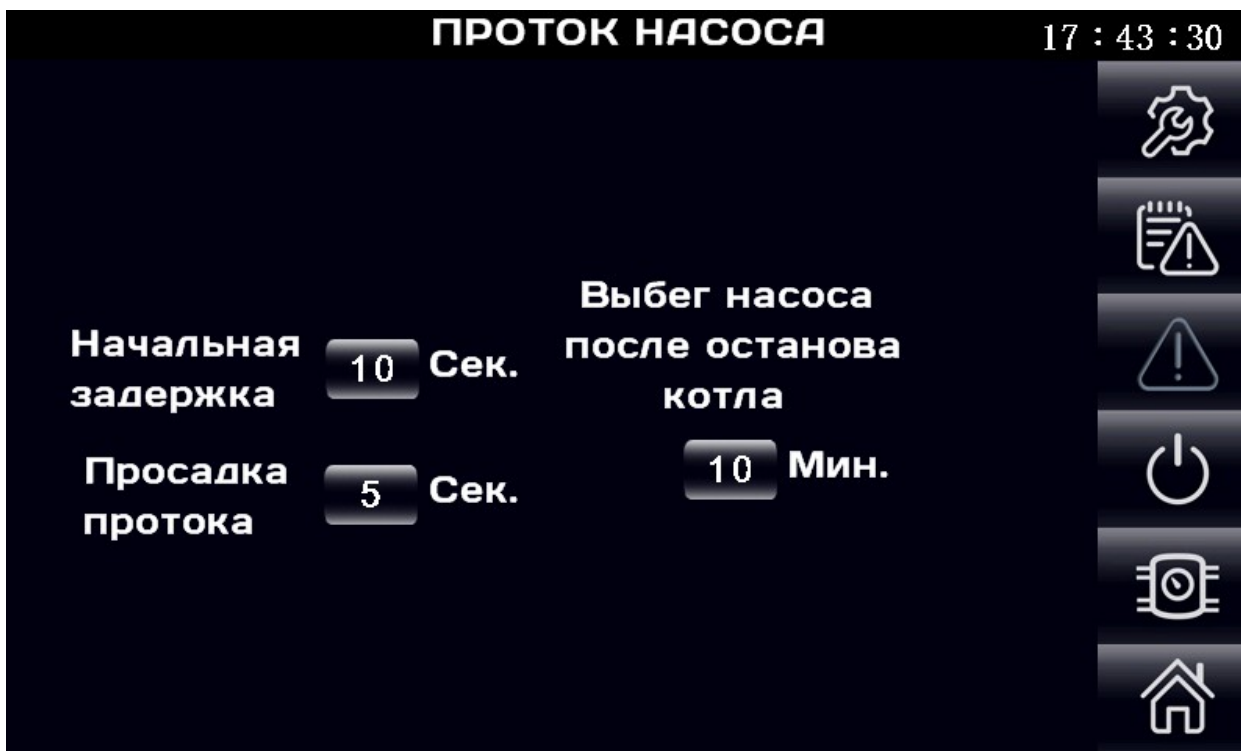 ПРОТОК НАСОСА
17:43:30
Начальная
задержка
10 Сек.
Просадка
протока
5 Сек.
Выбег насоса
после останова
котла
10 Мин.